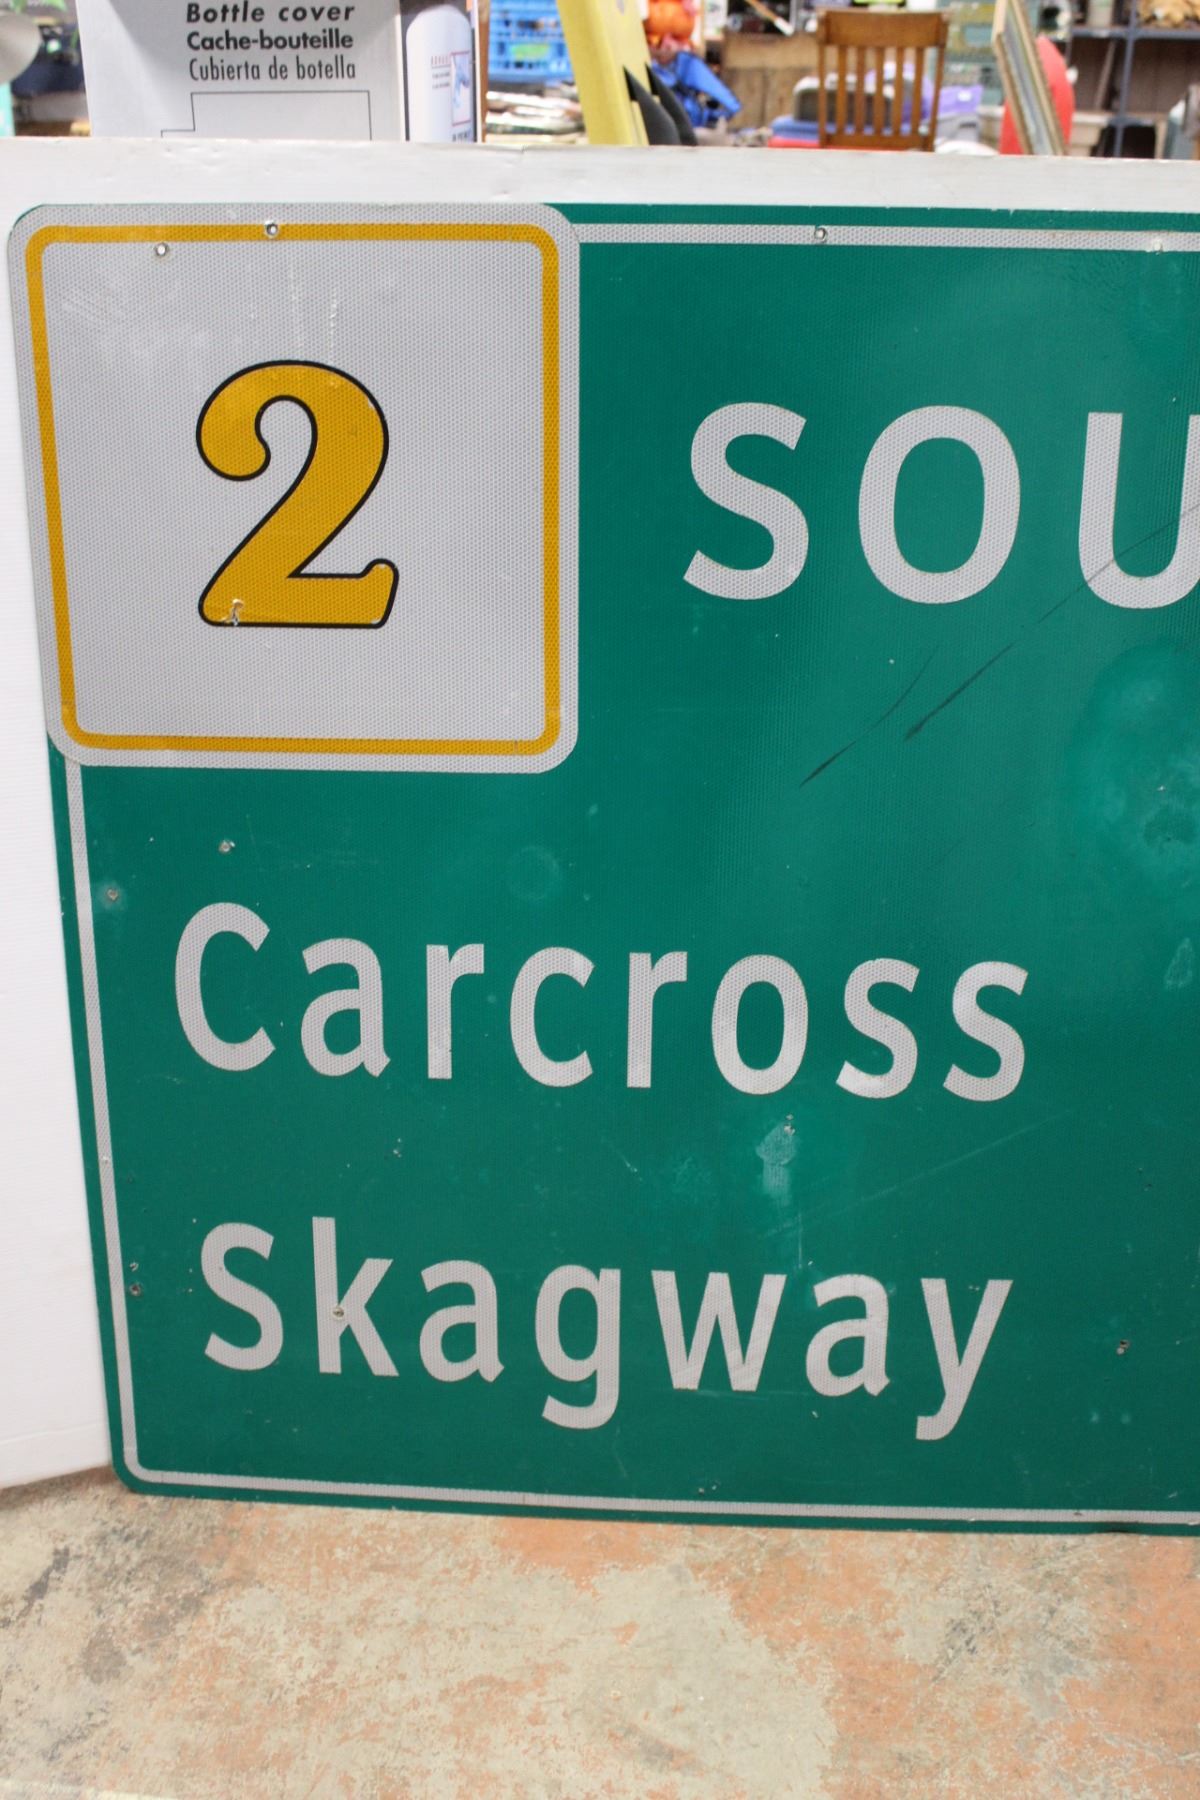 Bottle cover
Cache-bouteille
Cubierta de botella
2 SOU
Carcross
Skagway